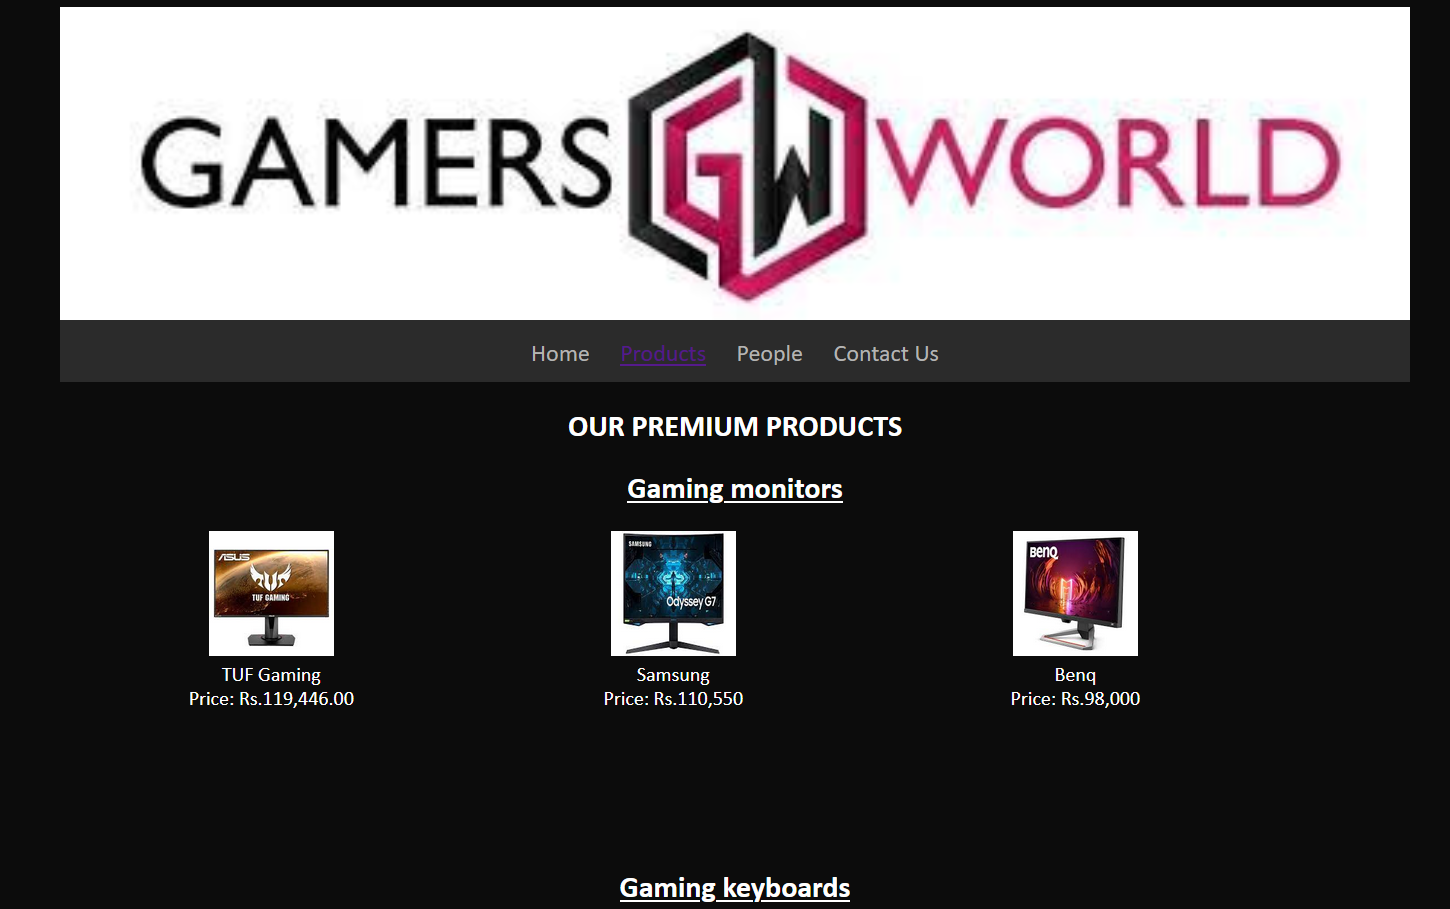 GAMERS GW WORLD
Home Products People Contact Us
OUR PREMIUM PRODUCTS
Gaming monitors
ASUS
TUF
TUF GAMING
SAMSUNG
Odyssey G7
BENQ
TUF Gaming Samsung Benq
Price: Rs.119,446.00 Price: Rs.110,550 Price: Rs.98,000
Gaming keyboards